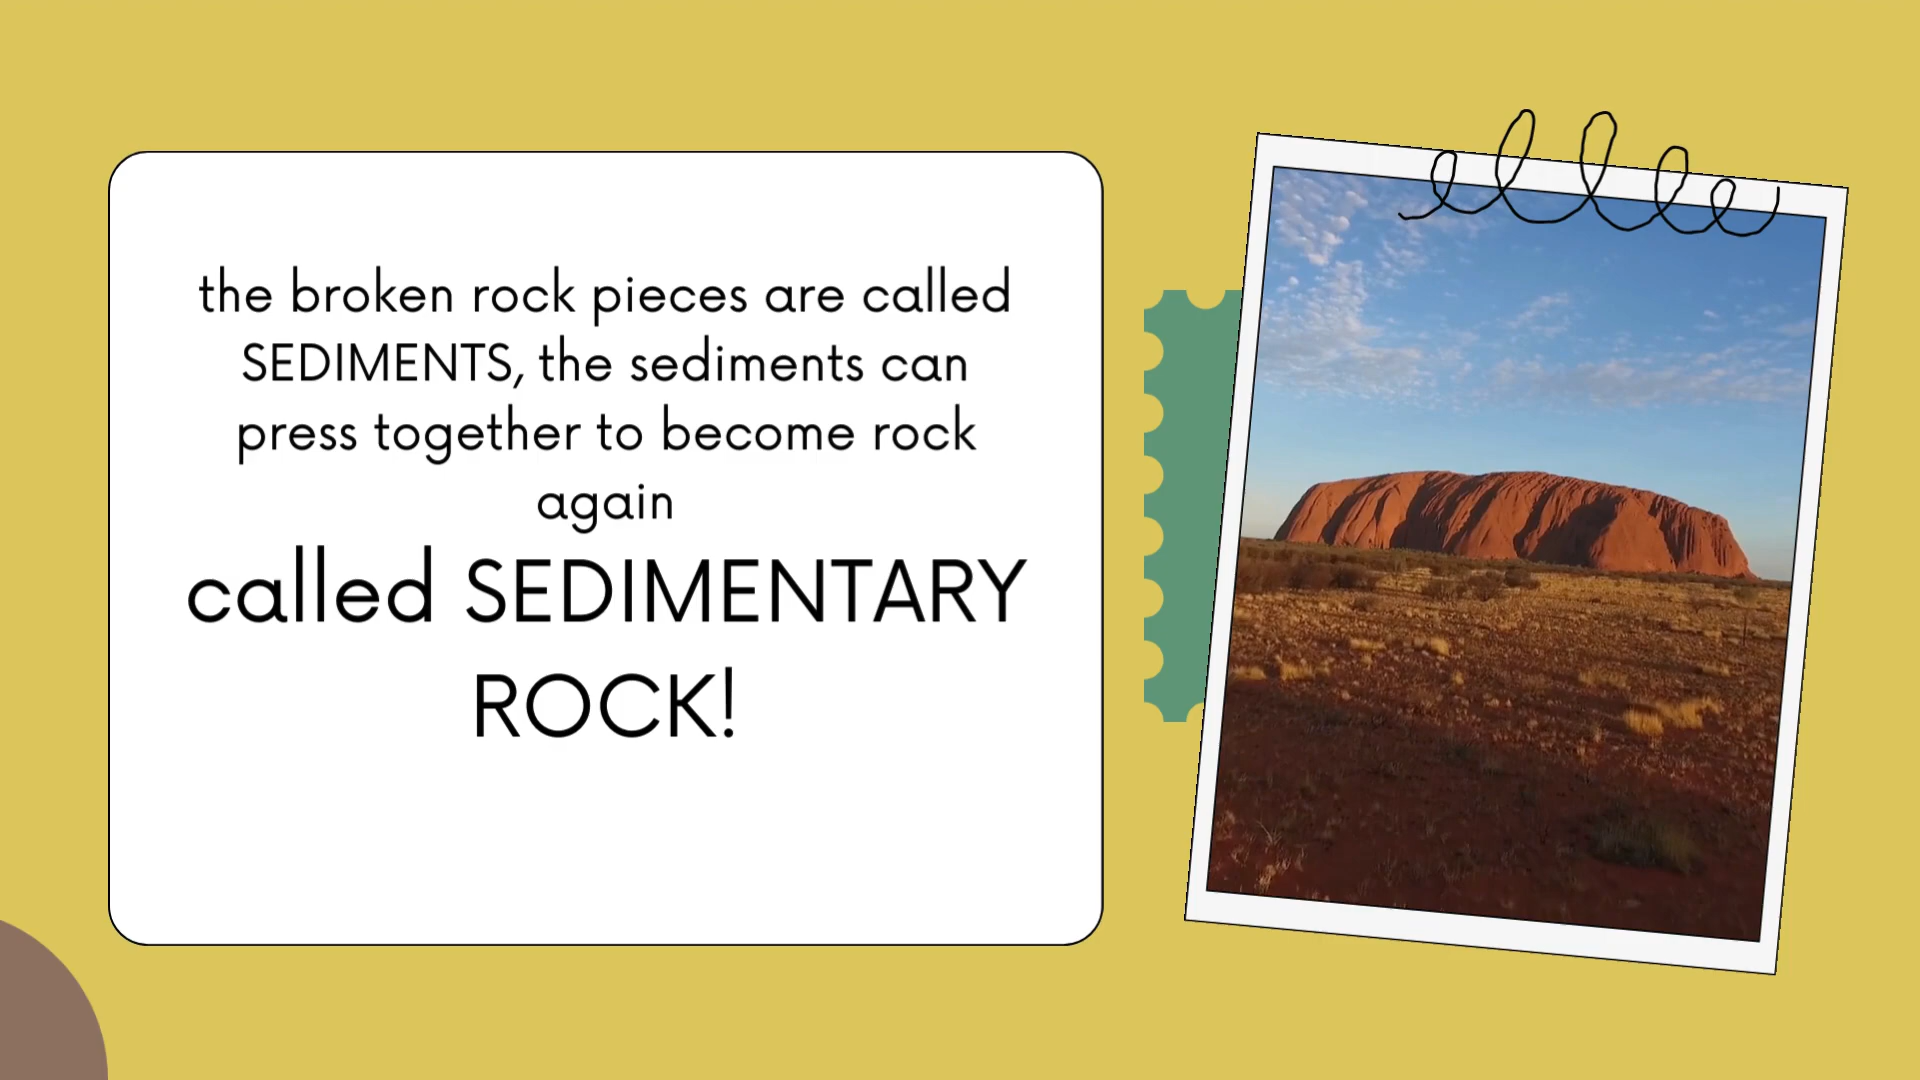 the broken rock pieces are called
SEDIMENTS, the sediments can
press together to become rock
again
called SEDIMENTARY
ROCK!